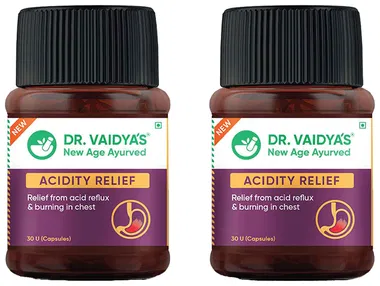 NEW
DR. VAIDYA'S®
New Age Ayurved
ACIDITY RELIEF
Relief from acid reflux
& burning in chest
30 U (Capsules)
NEW
DR. VAIDYA'S®
New Age Ayurved
ACIDITY RELIEF
Relief from acid reflux
& burning in chest
30 U (Capsules)